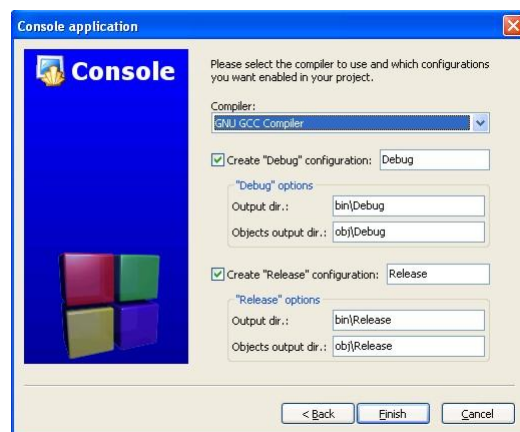 Console application
Console
Please select the compiler to use and which configurations
you want enabled in your project.
Compiler:
GNU GCC Compiler
Create "Debug" configuration: Debug
"Debug" options
Output dir.: bin\Debug
Objects output dir.: obj\Debug
Create "Release" configuration: Release
"Release" options
Output dir.: bin\Release
Objects output dir.: obj\Release
< Back Finish Cancel